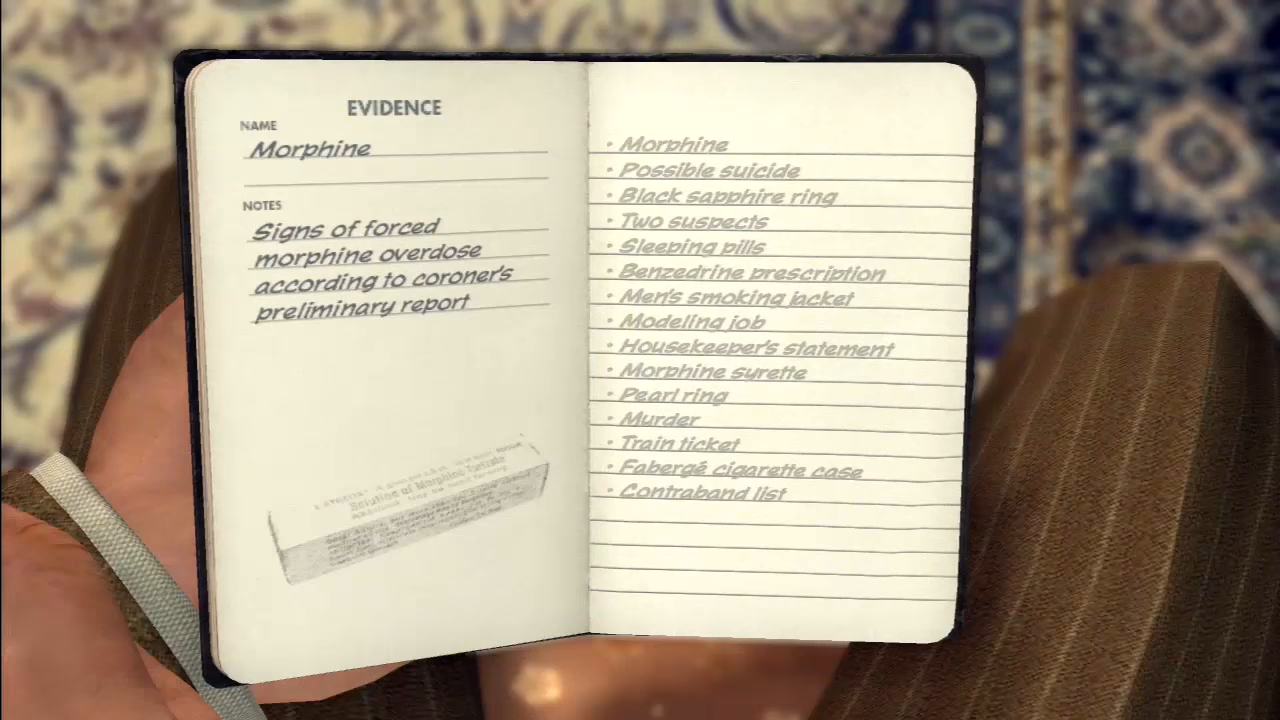 EVIDENCE
NAME
Morphine
NOTES
Signs of forced
morphine overdose
according to coroner's
preliminary report
Solution of Morphine Tartrate
• Morphine
• Possible suicide
• Black sapphire ring
• Two suspects
• Sleeping pills
• Benzedrine prescription
• Men's smoking jacket
• Modeling job
• Housekeeper's statement
• Morphine syrette
• Pearl ring
• Murder
• Train ticket
• Fabergé cigarette case
• Contraband list